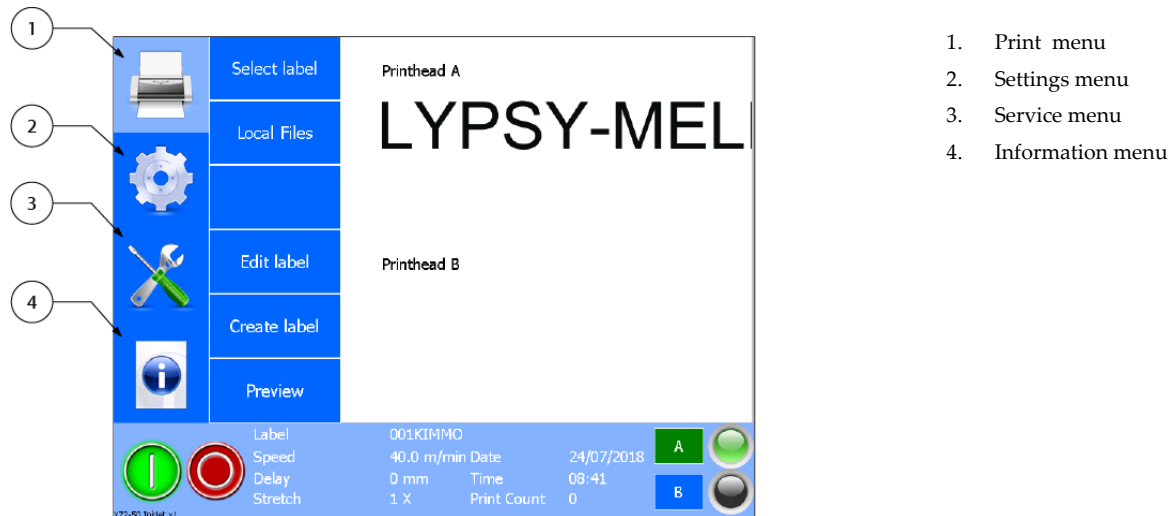 1
2
3
4
Select label
Local Files
Edit label
Create label
Preview
Printhead A
LYPSY-MEL
Printhead B
Label 001KIMMO
Speed 40.0 m/min Date 24/07/2018
Delay 0 mm Time 08:41
Stretch 1 X Print Count 0
A
B
1. Print menu
2. Settings menu
3. Service menu
4. Information menu